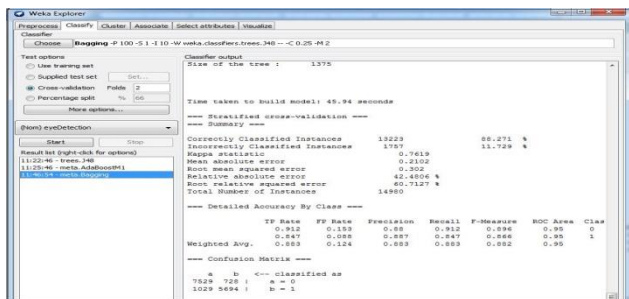 Weka Explorer
Preprocess Classify Cluster Associate Select attributes Visualize
Classifier
Choose Bagging -P 100 -S 1 -I 10 -W weka.classifiers.trees.J48 -- -C 0.25 -M 2
Test options
Use training set
Supplied test set Set...
Cross-validation Folds 2
Percentage split % 66
More options...
(Nom) eyeDetection
Start Stop
Result list (right-click for options)
11:22:46 - trees.J48
11:25:46 - meta.AdaBoostM1
11:46:54 - meta.Bagging
Classifier output
Size of the tree : 1375
Time taken to build model: 45.94 seconds
=== Stratified cross-validation ===
=== Summary ===
Correctly Classified Instances 13223 88.271 %
Incorrectly Classified Instances 1757 11.729 %
Kappa statistic 0.7619
Mean absolute error 0.2102
Root mean squared error 0.302
Relative absolute error 42.4806 %
Root relative squared error 60.7127 %
Total Number of Instances 14980
=== Detailed Accuracy By Class ===
TP Rate FP Rate Precision Recall F-Measure ROC Area Clas
0.912 0.153 0.88 0.912 0.896 0.95 0
0.847 0.088 0.887 0.847 0.866 0.95 1
Weighted Avg. 0.883 0.124 0.883 0.883 0.882 0.95
=== Confusion Matrix ===
a b <-- classified as
7529 728 | a = 0
1029 5694 | b = 1